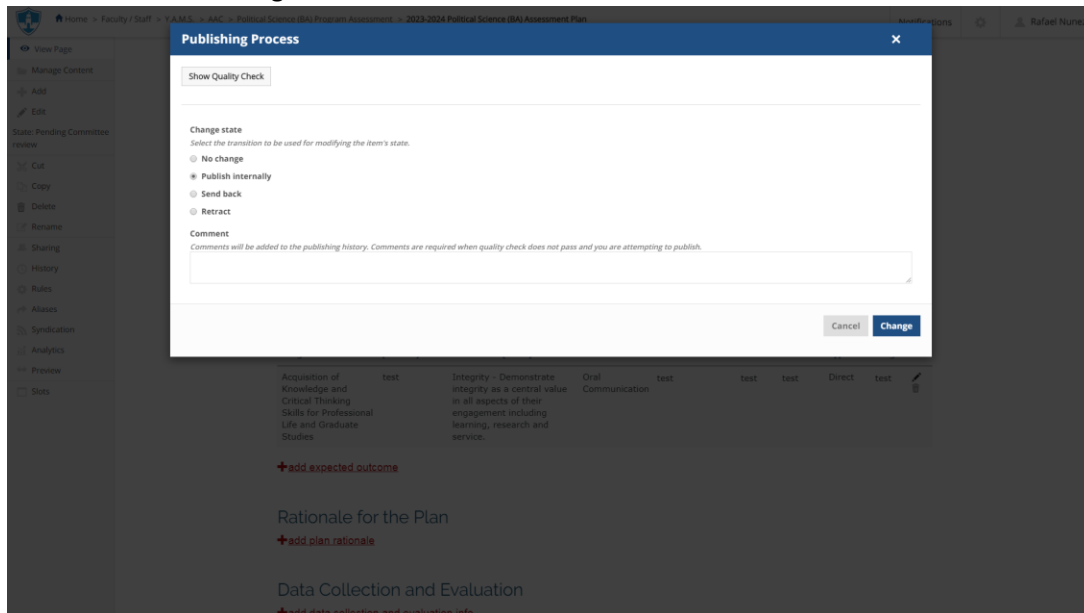 Home > Faculty / Staff > Y.A.M.S. > AAC > Political Science (BA) Program Assessment > 2023-2024 Political Science (BA) Assessment Plan
Notifications
Rafael Nune
View Page
Manage Content
Add
Edit
State: Pending Committee
review
Cut
Copy
Delete
Rename
Sharing
History
Rules
Aliases
Syndication
Analytics
Preview
Slots
Publishing Process
×
Show Quality Check
Change state
Select the transition to be used for modifying the item's state.
No change
Publish internally
Send back
Retract
Comment
Comments will be added to the publishing history. Comments are required when quality check does not pass and you are attempting to publish.
Cancel Change
Acquisition of test Integrity - Demonstrate Oral test test test Direct test
Knowledge and integrity as a central value Communication
Critical Thinking in all aspects of their
Skills for Professional engagement including
Life and Graduate learning, research and
Studies service.
+add expected outcome
Rationale for the Plan
+add plan rationale
Data Collection and Evaluation
+add data collection and evaluation info